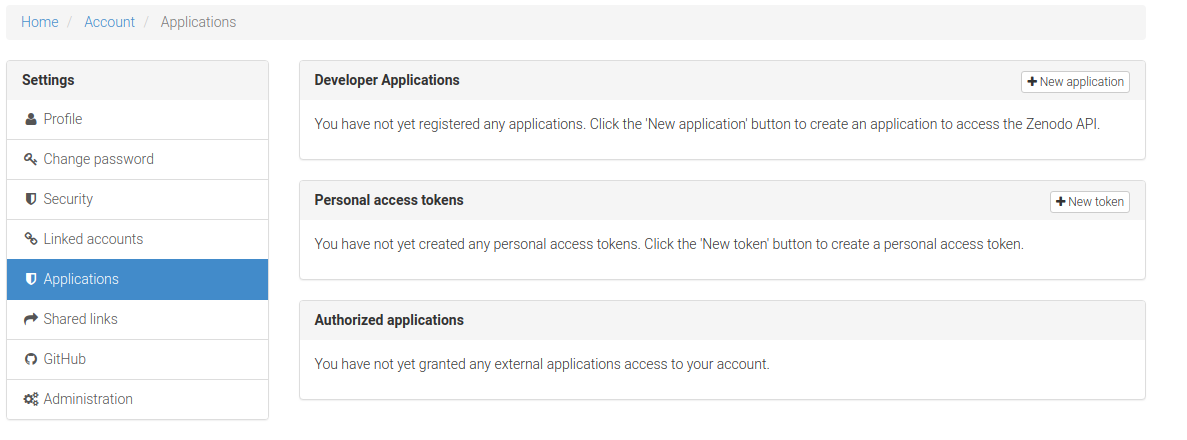 Home / Account / Applications
Settings
Profile
Change password
Security
Linked accounts
Applications
Shared links
GitHub
Administration
Developer Applications
New application
You have not yet registered any applications. Click the 'New application' button to create an application to access the Zenodo API.
Personal access tokens
New token
You have not yet created any personal access tokens. Click the 'New token' button to create a personal access token.
Authorized applications
You have not yet granted any external applications access to your account.